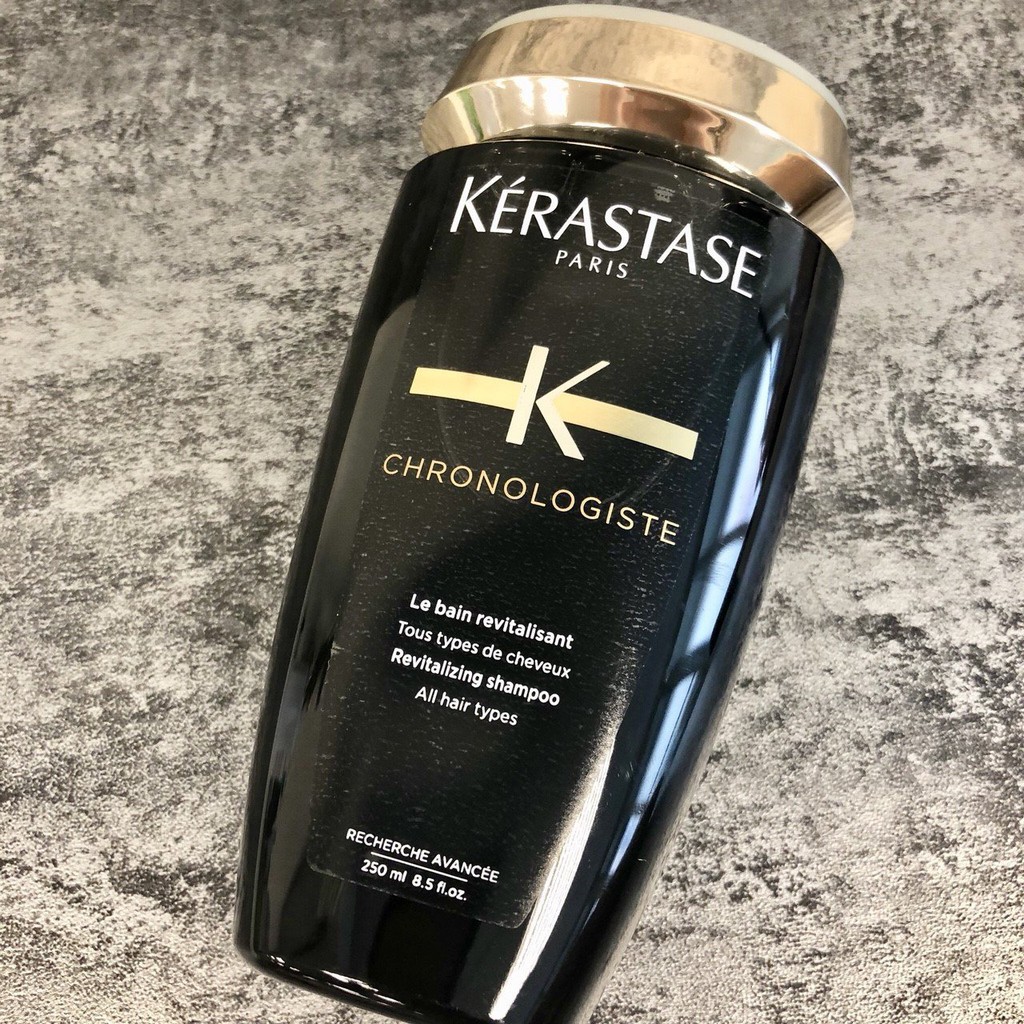 KÉRASTASE
PARIS
K
CHRONOLOGISTE
Le bain revitalisant
Tous types de cheveux
Revitalizing shampoo
All hair types
RECHERCHE AVANCÉE
250 ml 8.5 fl.oz.